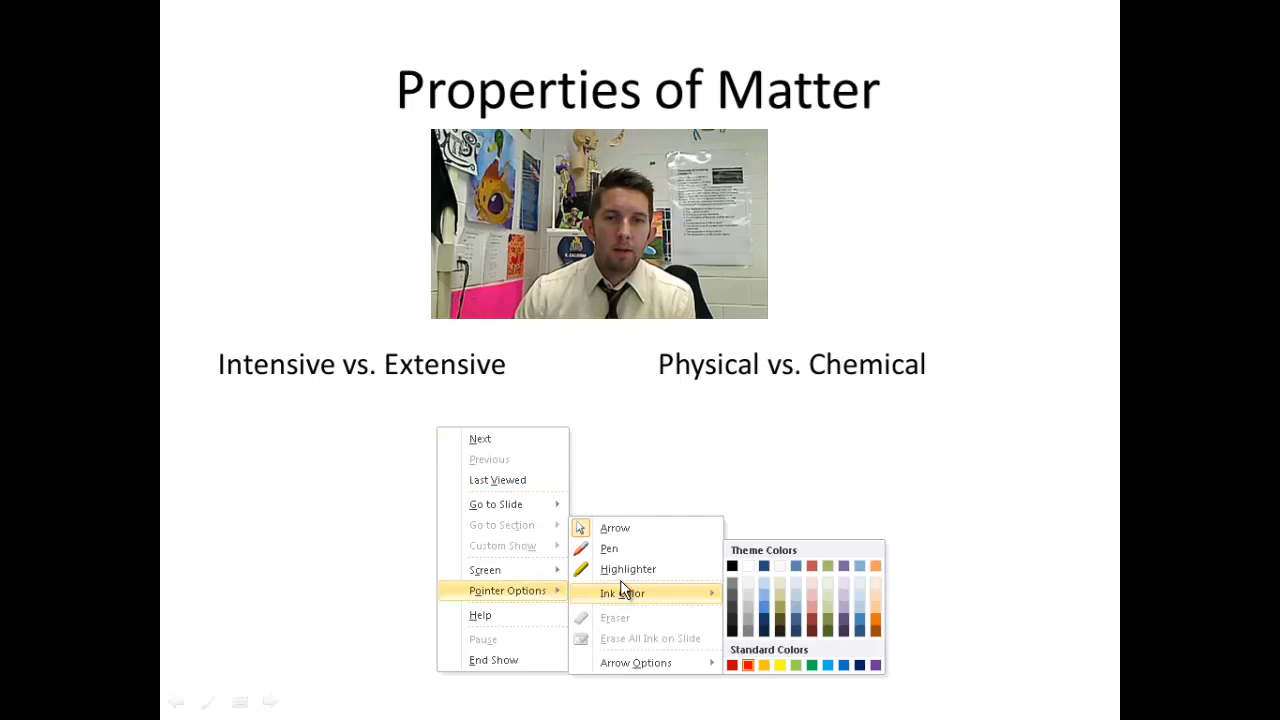 Properties of Matter
Intensive vs. Extensive
Physical vs. Chemical
Next
Previous
Last Viewed
Go to Slide
Go to Section
Custom Show
Screen
Pointer Options
Help
Pause
End Show
Arrow
Pen
Highlighter
Ink Color
Eraser
Erase All Ink on Slide
Arrow Options
Theme Colors
Standard Colors